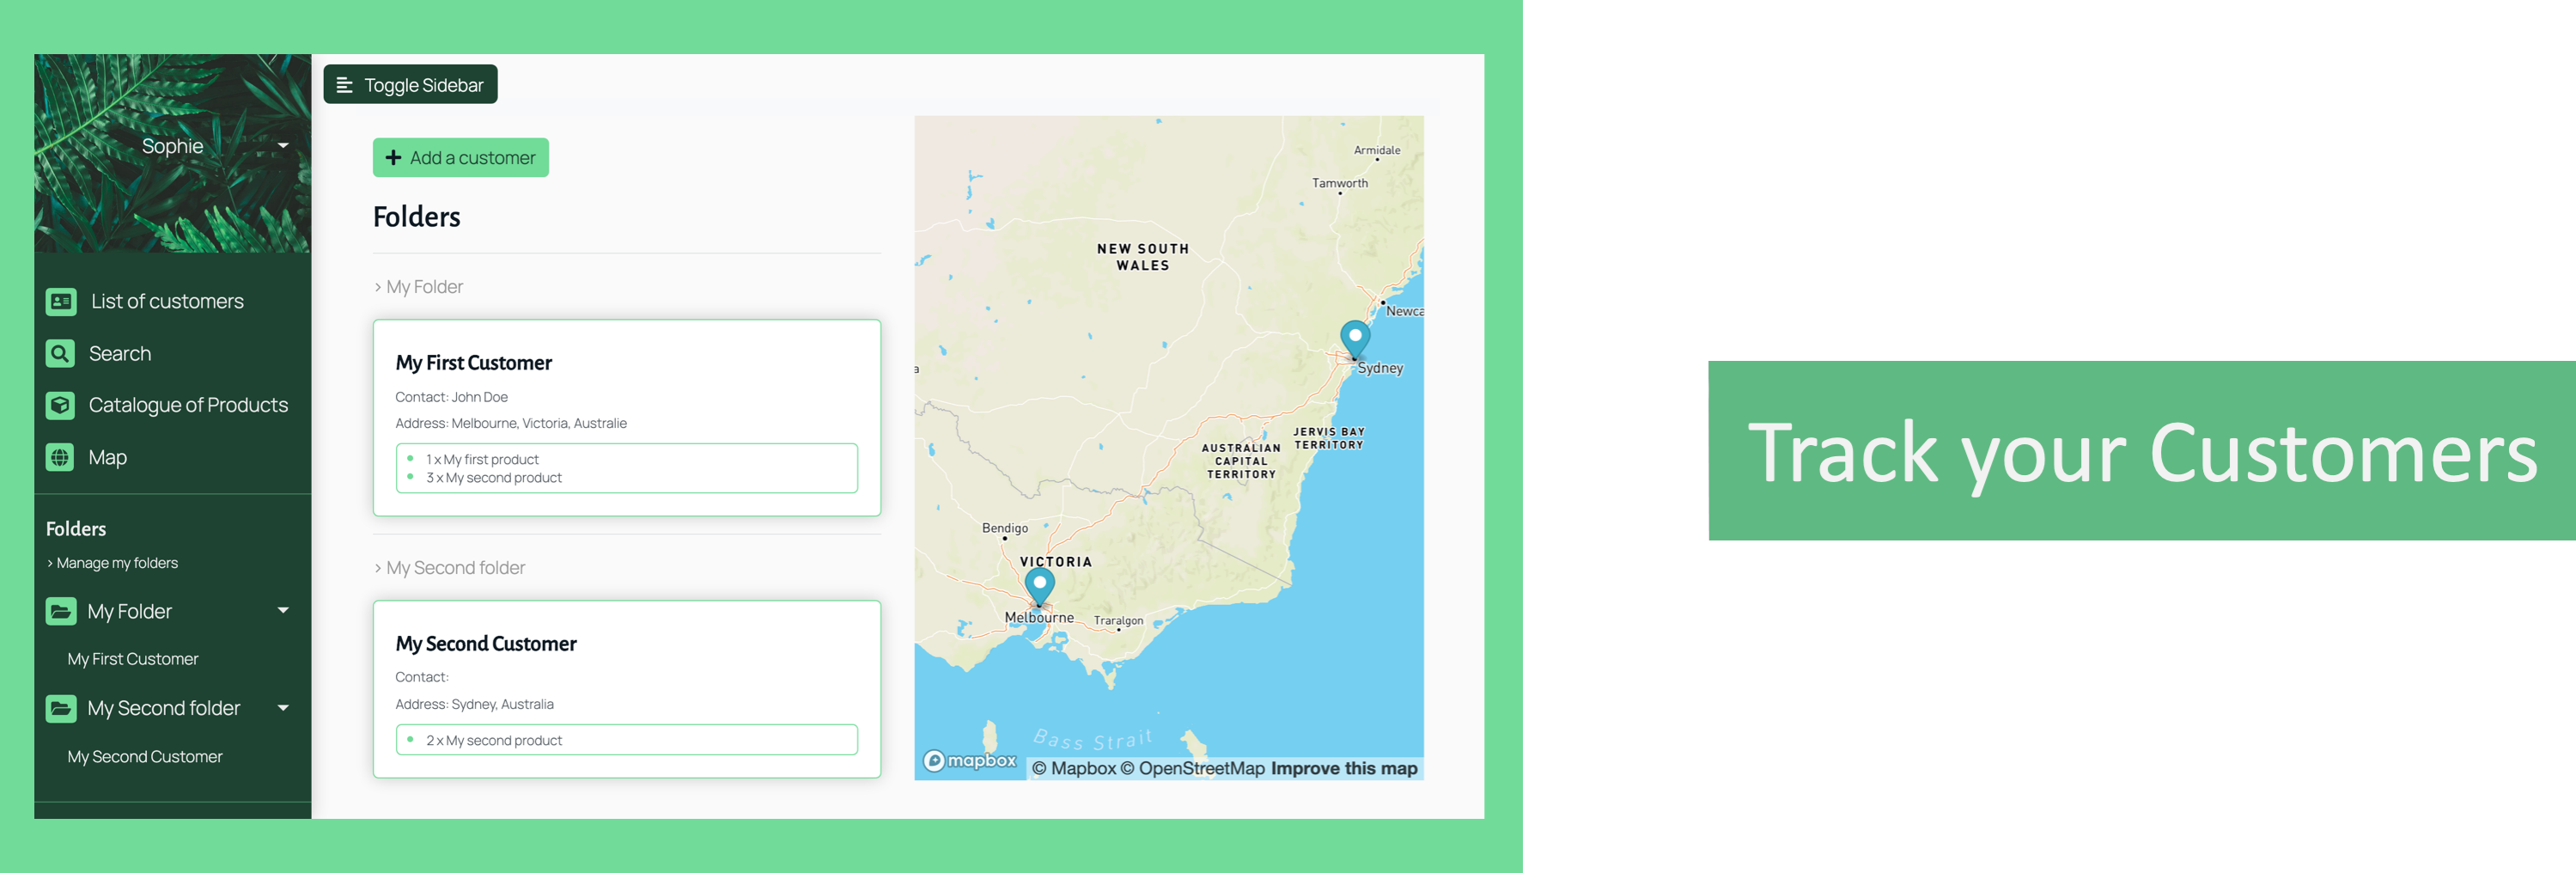 Toggle Sidebar
Sophie
List of customers
Search
Catalogue of Products
Map
Folders
> Manage my folders
My Folder
My First Customer
My Second folder
My Second Customer
+ Add a customer
Folders
> My Folder
My First Customer
Contact: John Doe
Address: Melbourne, Victoria, Australie
1 x My first product
3 x My second product
> My Second folder
My Second Customer
Contact:
Address: Sydney, Australia
2 x My second product
Armidale
Tamworth
NEW SOUTH
WALES
Newca
Sydney
a
JERVIS BAY
TERRITORY
AUSTRALIAN
CAPITAL
TERRITORY
Bendigo
VICTORIA
Melbourne
Traralgon
Bass Strait
mapbox
© Mapbox © OpenStreetMap Improve this map
Track your Customers